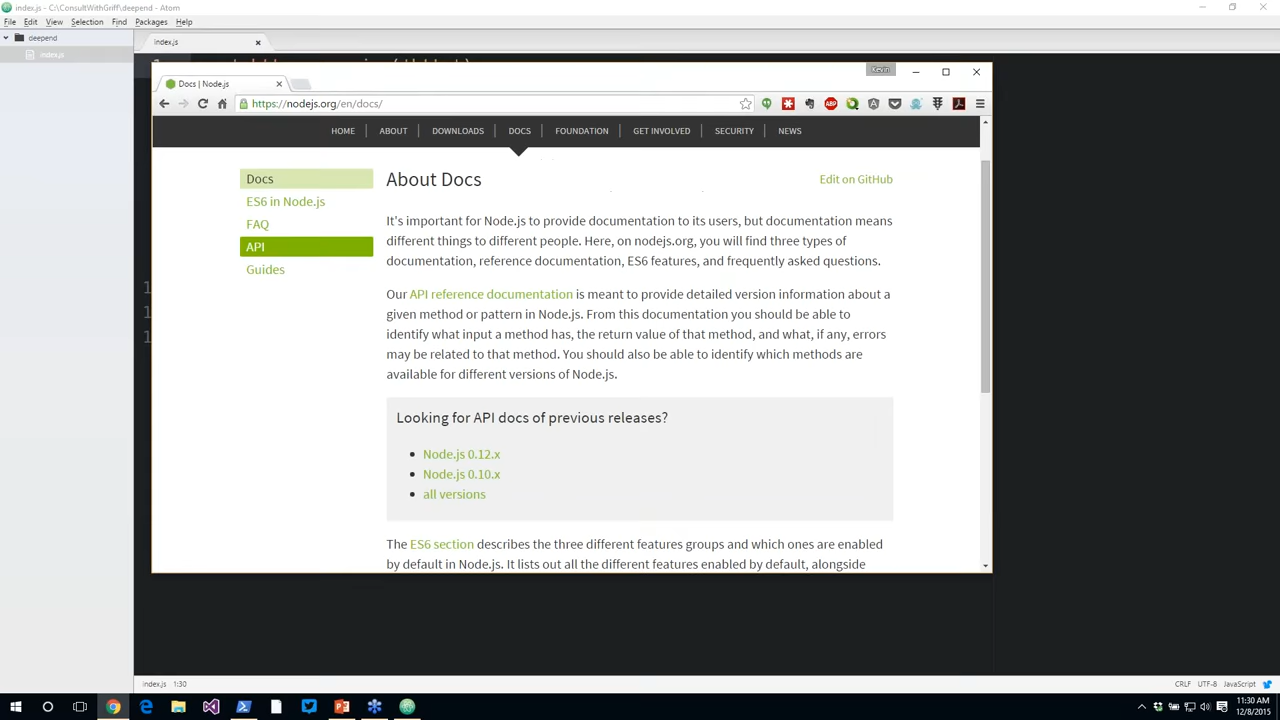 index.js - C:\ConsultWithGriff\deepend - Atom
File Edit View Selection Find Packages Help
deepend
index.js
index.js
1
Kevin
Docs | Node.js
https://nodejs.org/en/docs/
ABP
HOME ABOUT DOWNLOADS DOCS FOUNDATION GET INVOLVED SECURITY NEWS
Docs
ES6 in Node.js
FAQ
API
Guides
About Docs
Edit on GitHub
It's important for Node.js to provide documentation to its users, but documentation means
different things to different people. Here, on nodejs.org, you will find three types of
documentation, reference documentation, ES6 features, and frequently asked questions.
Our API reference documentation is meant to provide detailed version information about a
given method or pattern in Node.js. From this documentation you should be able to
identify what input a method has, the return value of that method, and what, if any, errors
may be related to that method. You should also be able to identify which methods are
available for different versions of Node.js.
Looking for API docs of previous releases?
Node.js 0.12.x
Node.js 0.10.x
all versions
The ES6 section describes the three different features groups and which ones are enabled
by default in Node.js. It lists out all the different features enabled by default, alongside
1
1
1
index.js 1:30
CRLF UTF-8 JavaScript
11:30 AM
12/8/2015